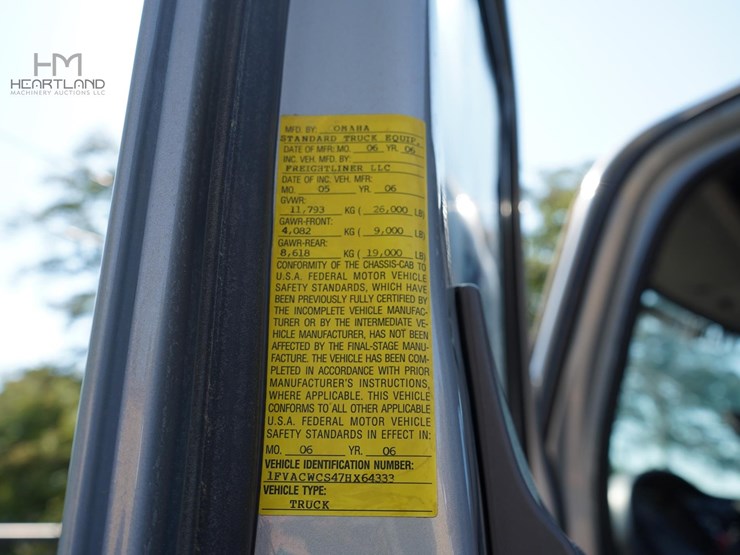 HM
HEARTLAND
MACHINERY AUCTIONS LLC
MFD. BY OMAHA
STANDARD TRUCK EQUIP.
DATE OF MFR: MO. 06 YR. 06
INC. VEH. MFD. BY:
FREIGHTLINER LLC
DATE OF INC. VEH. MFR:
MO. 05 YR. 06
GVWR:
11,793 KG ( 26,000 LB)
GAWR-FRONT:
4,082 KG ( 9,000 LB)
GAWR-REAR:
8,618 KG ( 19,000 LB)
CONFORMITY OF THE CHASSIS-CAB TO
U.S.A. FEDERAL MOTOR VEHICLE
SAFETY STANDARDS, WHICH HAVE
BEEN PREVIOUSLY FULLY CERTIFIED BY
THE INCOMPLETE VEHICLE MANUFAC-
TURER OR BY THE INTERMEDIATE VE-
HICLE MANUFACTURER, HAS NOT BEEN
AFFECTED BY THE FINAL-STAGE MANU-
FACTURE. THE VEHICLE HAS BEEN COM-
PLETED IN ACCORDANCE WITH PRIOR
MANUFACTURER'S INSTRUCTIONS,
WHERE APPLICABLE. THIS VEHICLE
CONFORMS TO ALL OTHER APPLICABLE
U.S.A. FEDERAL MOTOR VEHICLE
SAFETY STANDARDS IN EFFECT IN:
MO. 06 YR. 06
VEHICLE IDENTIFICATION NUMBER:
1FVACWCS47HX64333
VEHICLE TYPE:
TRUCK